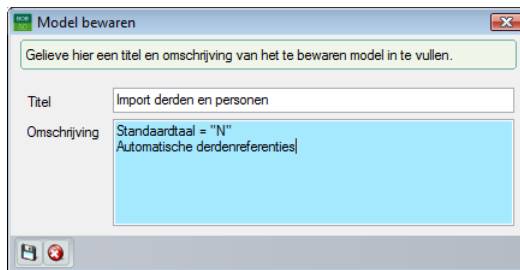 Model bewaren
Gelieve hier een titel en omschrijving van het te bewaren model in te vullen.
Titel
Import derden en personen
Omschrijving
Standaardtaal = "N"
Automatische derdenreferenties